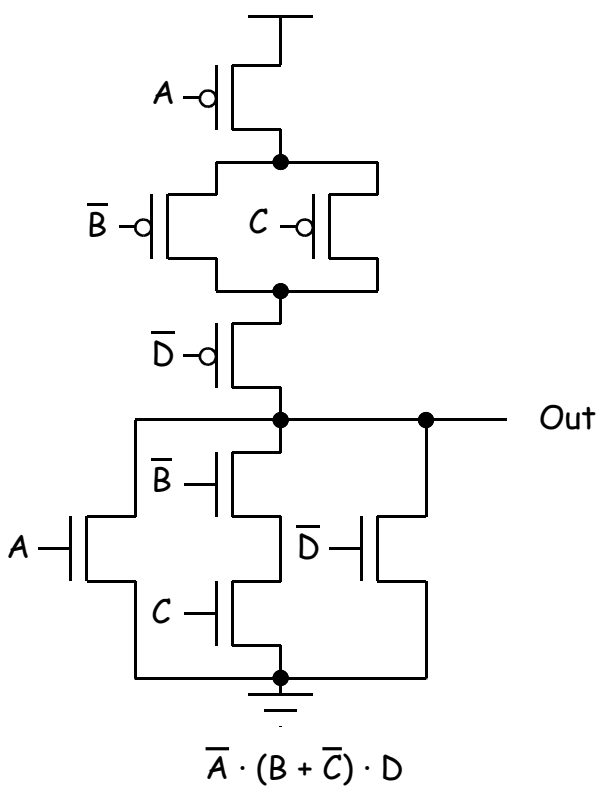 A
B̅ C
D̅
Out
B̅
A D̅
C
A̅ · (B + C̅) · D